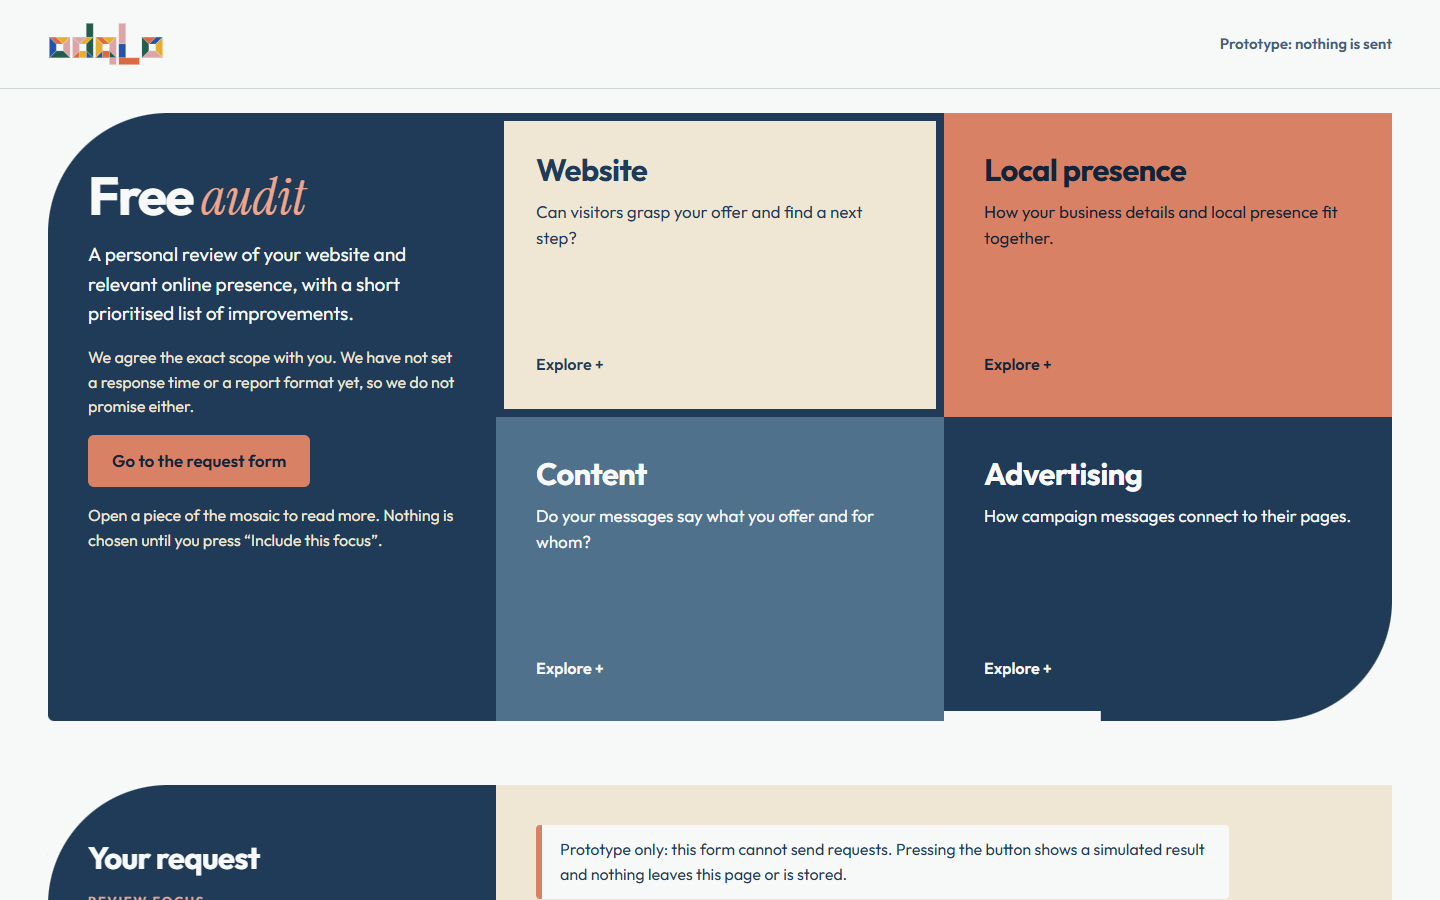 odaLo
Prototype: nothing is sent
Free audit
A personal review of your website and
relevant online presence, with a short
prioritised list of improvements.
We agree the exact scope with you. We have not set
a response time or a report format yet, so we do not
promise either.
Go to the request form
Open a piece of the mosaic to read more. Nothing is
chosen until you press “Include this focus”.
Website
Can visitors grasp your offer and find a next
step?
Explore +
Local presence
How your business details and local presence fit
together.
Explore +
Content
Do your messages say what you offer and for
whom?
Explore +
Advertising
How campaign messages connect to their pages.
Explore +
Your request
REVIEW FOCUS
Prototype only: this form cannot send requests. Pressing the button shows a simulated result
and nothing leaves this page or is stored.